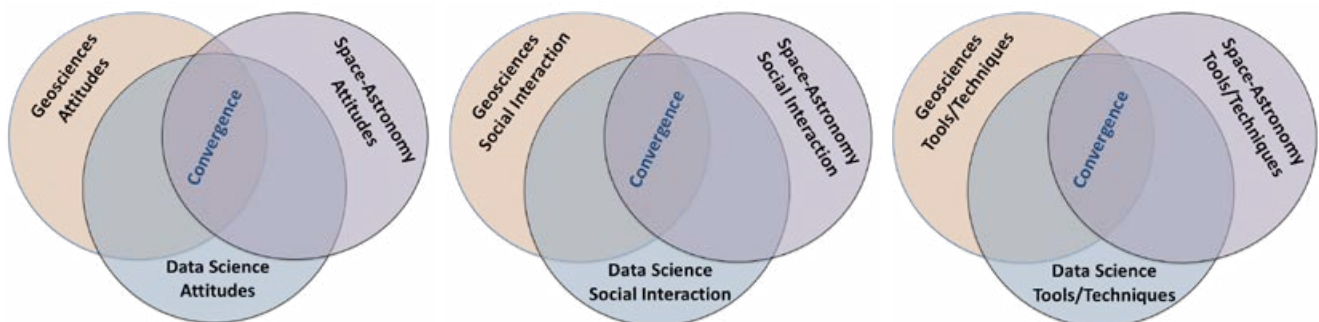 Geosciences
Attitudes
Space-Astronomy
Attitudes
Convergence
Data Science
Attitudes
Geosciences
Social Interaction
Space-Astronomy
Social Interaction
Convergence
Data Science
Social Interaction
Geosciences
Tools/Techniques
Space-Astronomy
Tools/Techniques
Convergence
Data Science
Tools/Techniques